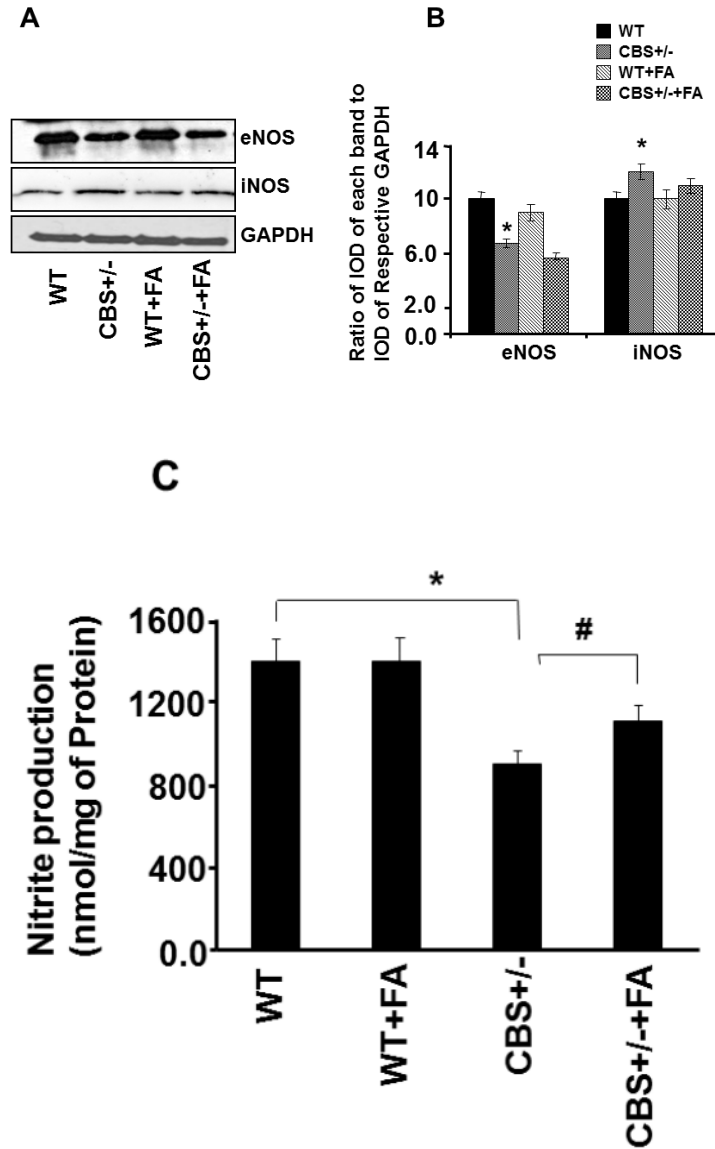 A
eNOS
iNOS
GAPDH
WT
CBS+/-
WT+FA
CBS+/-+FA
B
WT
CBS+/-
WT+FA
CBS+/-+FA
Ratio of IOD of each band to
IOD of Respective GAPDH
14
10
6.0
2.0
0.0
*
*
eNOS
iNOS
C
Nitrite production
(nmol/mg of Protein)
1600
1200
800
400
0.0
*
#
WT
WT+FA
CBS+/-
CBS+/-+FA